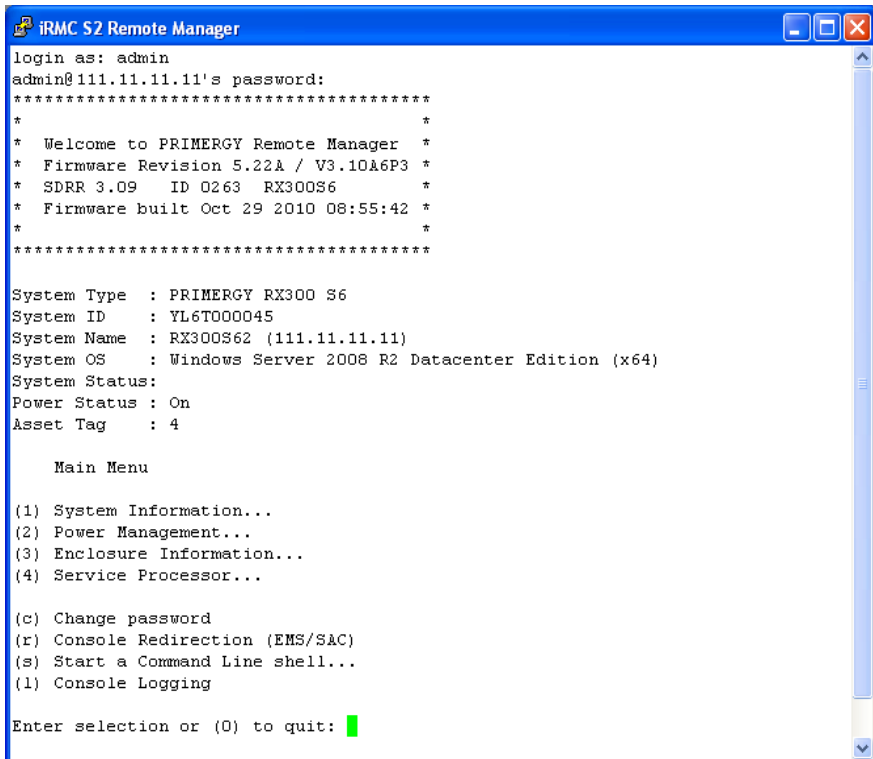 iRMC S2 Remote Manager
login as: admin
admin@111.11.11.11's password:
****************************************
*                                      *
*  Welcome to PRIMERGY Remote Manager  *
*  Firmware Revision 5.22A / V3.10A6P3 *
*  SDRR 3.09   ID 0263  RX300S6        *
*  Firmware built Oct 29 2010 08:55:42 *
*                                      *
****************************************
System Type  : PRIMERGY RX300 S6
System ID    : YL6T000045
System Name  : RX300S62 (111.11.11.11)
System OS    : Windows Server 2008 R2 Datacenter Edition (x64)
System Status:
Power Status : On
Asset Tag    : 4
Main Menu
(1) System Information...
(2) Power Management...
(3) Enclosure Information...
(4) Service Processor...
(c) Change password
(r) Console Redirection (EMS/SAC)
(s) Start a Command Line shell...
(l) Console Logging
Enter selection or (0) to quit: